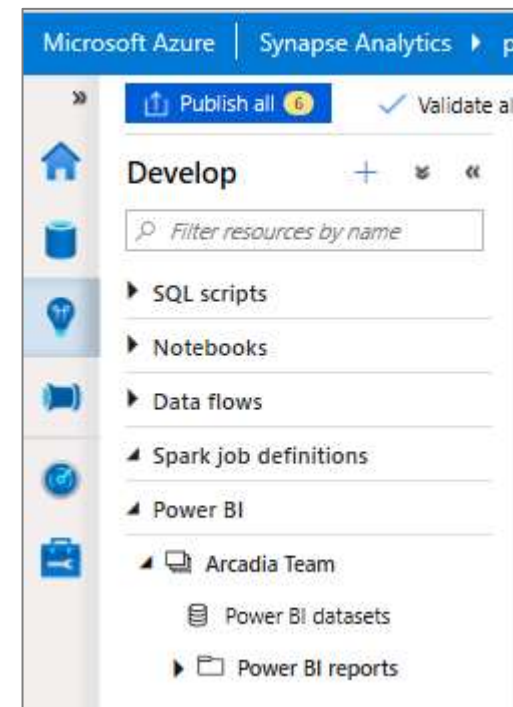 Microsoft Azure | Synapse Analytics p
Publish all 6 Validate al
Develop
Filter resources by name
SQL scripts
Notebooks
Data flows
Spark job definitions
Power BI
Arcadia Team
Power BI datasets
Power BI reports